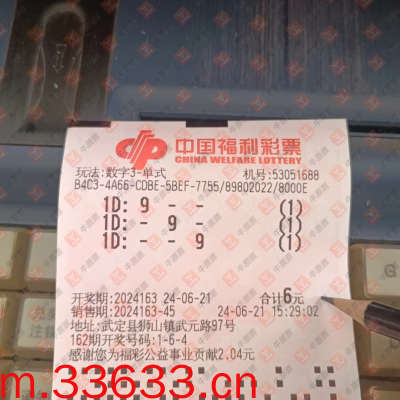 中国福利彩票
CHINA WELFARE LOTTERY
玩法:数字3-单式 机号:53051688
B4C3-4A66-CDBE-5BEF-7755/89802022/8000E
1D: 9 - - (1)
1D: - 9 - (1)
1D: - - 9 (1)
开奖期:2024163 24-06-21 合计6元
销售期:2024163-45 24-06-21 15:29:02
地址:武定县狮山镇武元路97号
162期开奖号码:1-6-4
感谢您为福彩公益事业贡献2.04元
m.33633.cn